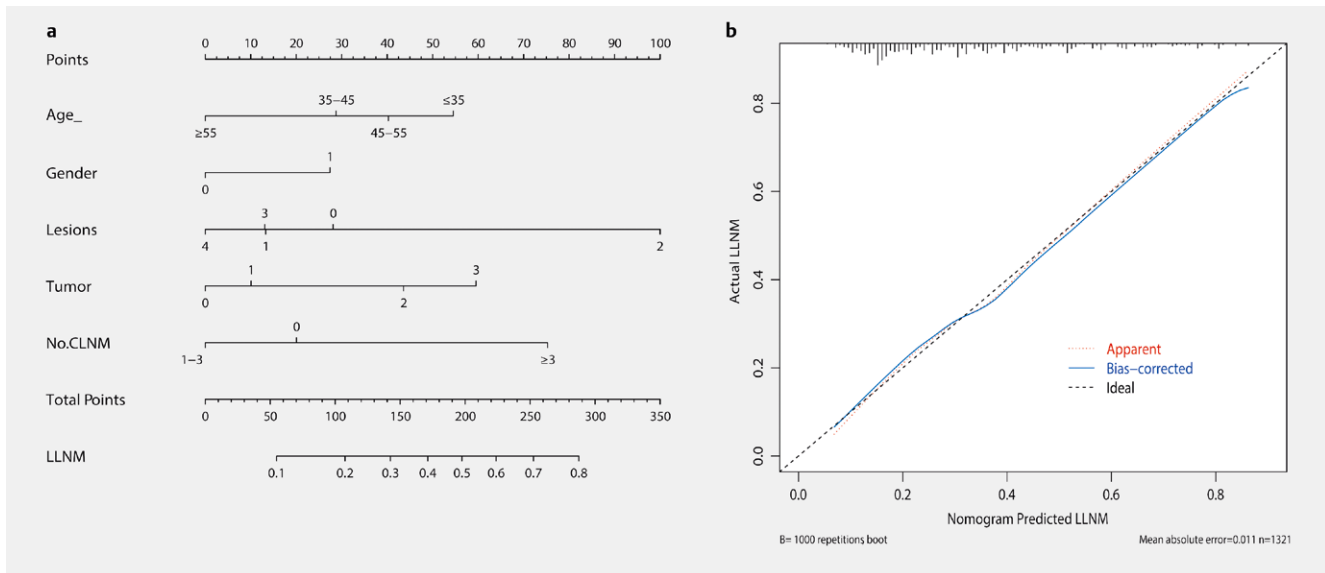 a
0 10 20 30 40 50 60 70 80 90 100
Points
35−45 ≤35
Age_
≥55 45−55
1
Gender
0
3 0
Lesions
4 1 2
1 3
Tumor
0 2
0
No.CLNM
1−3 ≥3
Total Points
0 50 100 150 200 250 300 350
LLNM
0.1 0.2 0.3 0.4 0.5 0.6 0.7 0.8
b
Actual LLNM
0.8
0.6
0.4
0.2
0.0
Apparent
Bias−corrected
Ideal
0.0 0.2 0.4 0.6 0.8
Nomogram Predicted LLNM
B= 1000 repetitions boot
Mean absolute error=0.011 n=1321